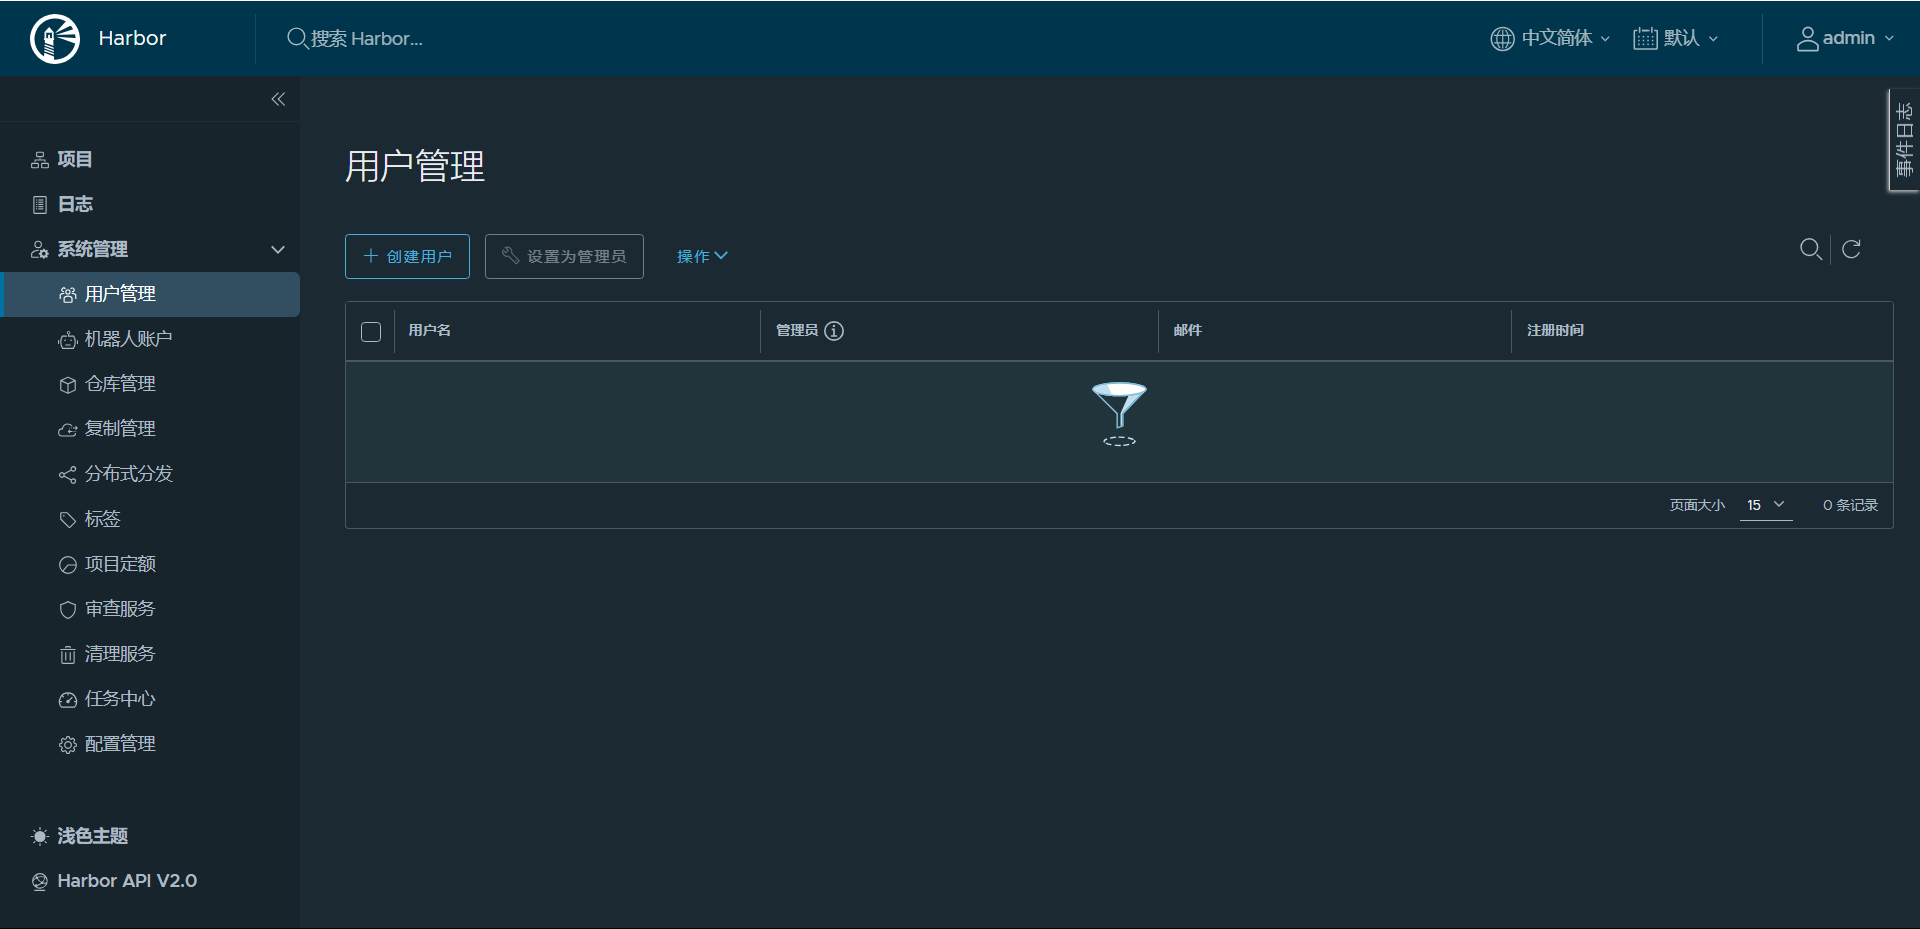 Harbor
搜索 Harbor...
中文简体
默认
admin
事件日志
项目
日志
系统管理
用户管理
机器人账户
仓库管理
复制管理
分布式分发
标签
项目定额
审查服务
清理服务
任务中心
配置管理
浅色主题
Harbor API V2.0
用户管理
创建用户
设置为管理员
操作
用户名
管理员
邮件
注册时间
页面大小
15
0 条记录